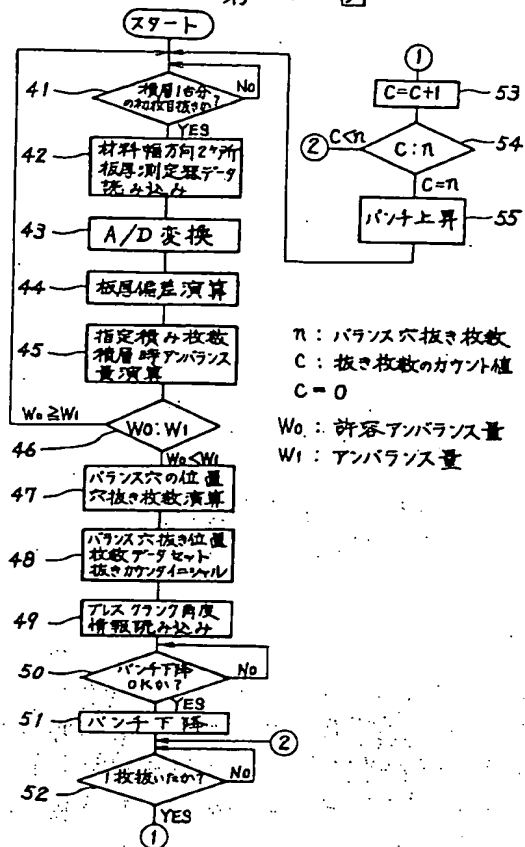 スタート
41
積層1台分
の初枚目抜きか?
No
YES
42
材料幅方向2ヶ所
板厚測定器データ
読み込み
43
A/D変換
44
板厚偏差演算
45
指定積み枚数
積層時アンバランス
量演算
W0≧W1
46
W0:W1
W0<W1
47
バランス穴の位置
穴抜き枚数演算
48
バランス穴抜き位置
枚数データセット
抜きカウンタイニシャル
49
プレスクランク角度
情報読み込み
50
パンチ下降
OKか?
No
YES
51
パンチ下降
②
52
1枚抜いたか?
No
YES
①
①
C=C+1
53
② C<n
C:n
54
C=n
パンチ上昇
55
n:バランス穴抜き枚数
C:抜き枚数のカウント値
C=0
W0:許容アンバランス量
W1:アンバランス量